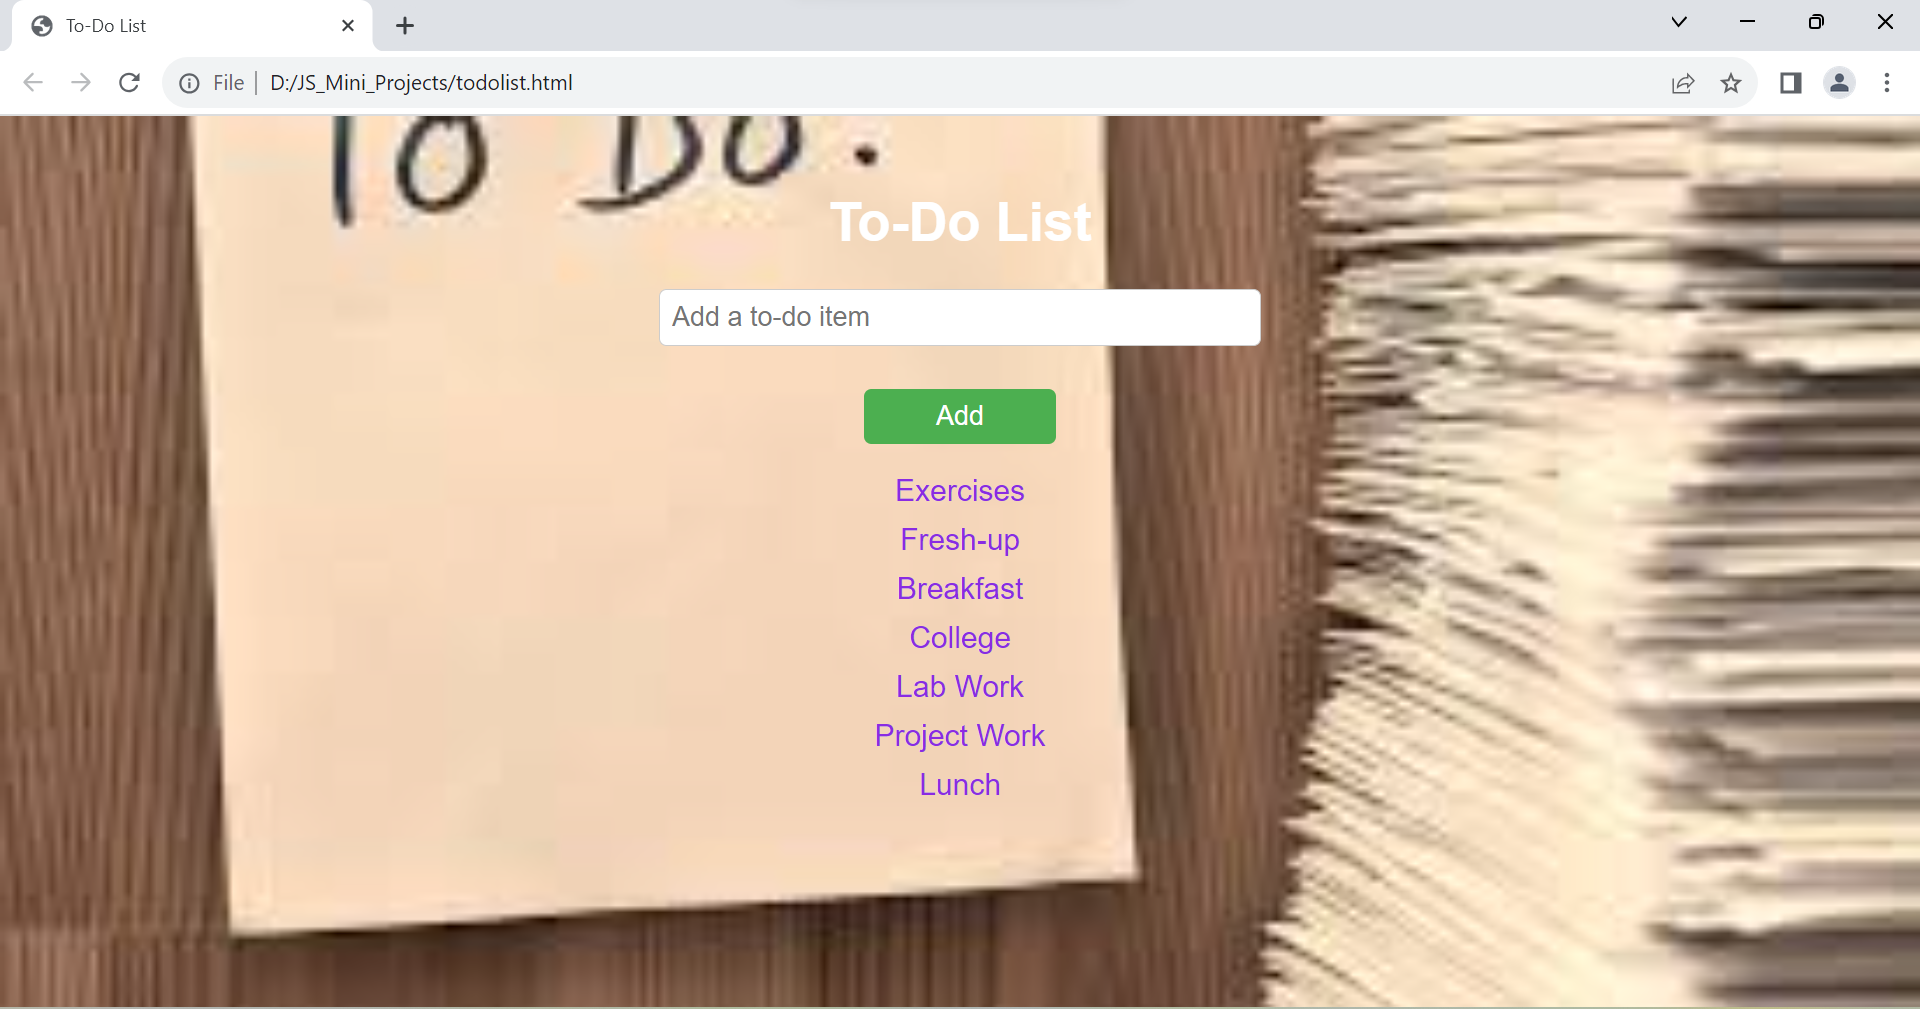 To-Do List
File D:/JS_Mini_Projects/todolist.html
To Do.
To-Do List
Add a to-do item
Add
Exercises
Fresh-up
Breakfast
College
Lab Work
Project Work
Lunch